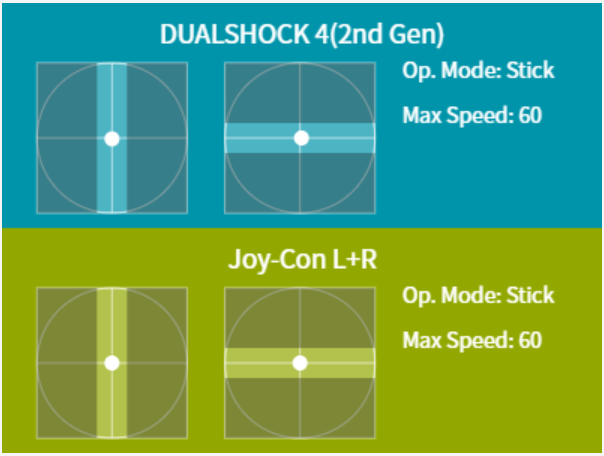 DUALSHOCK 4(2nd Gen)
Op. Mode: Stick
Max Speed: 60
Joy-Con L+R
Op. Mode: Stick
Max Speed: 60